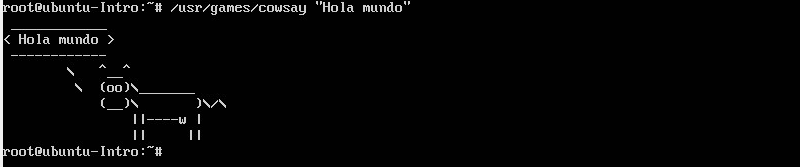 root@ubuntu-Intro:~# /usr/games/cowsay "Hola mundo"
 ____________
< Hola mundo >
 ------------
        \   ^__^
         \  (oo)\_______
            (__)\       )\/\
                ||----w |
                ||     ||
root@ubuntu-Intro:~#